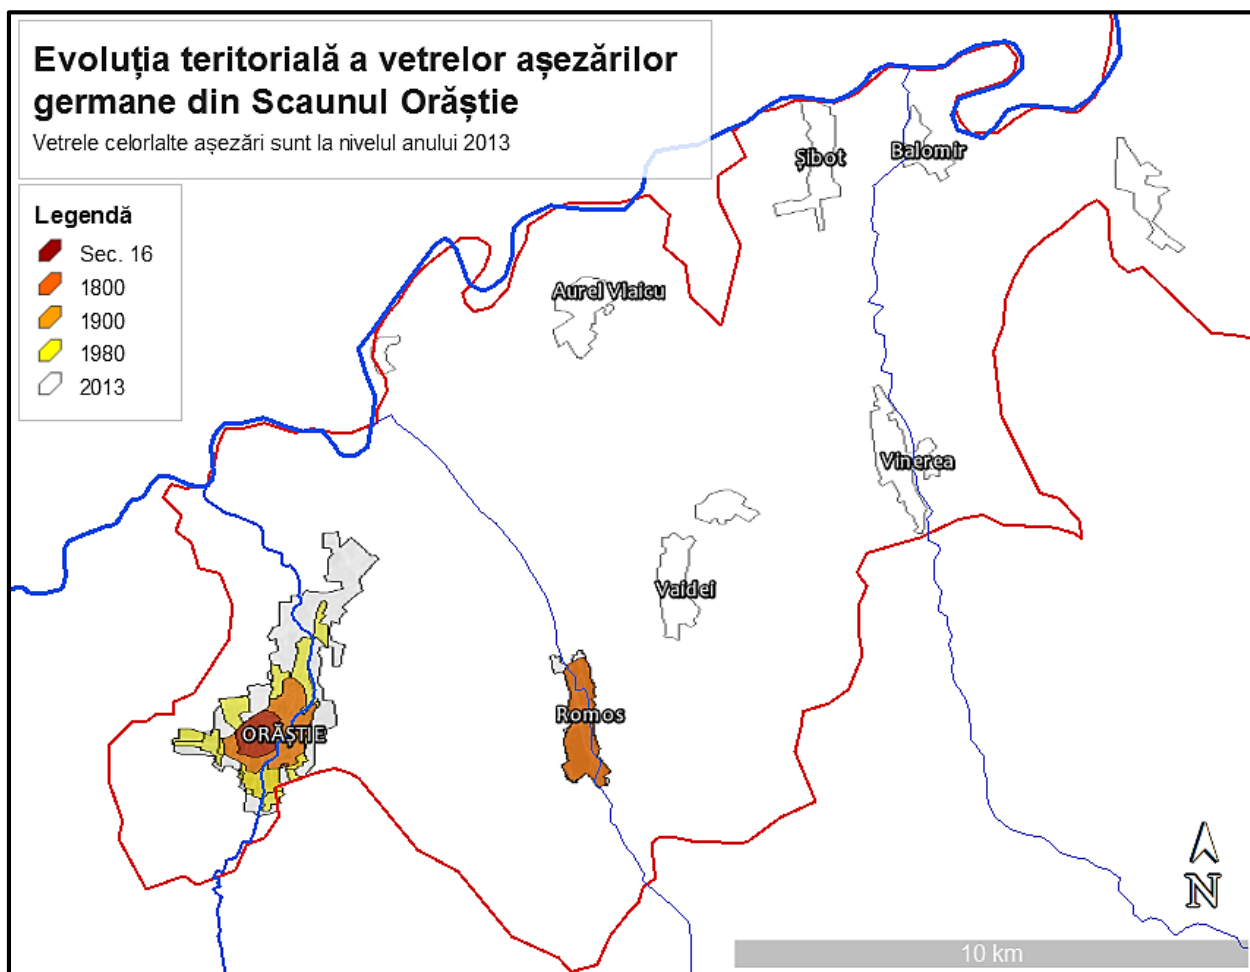 Evoluția teritorială a vetrelor așezărilor
germane din Scaunul Orăștie
Vetrele celorlalte așezări sunt la nivelul anului 2013
Legendă
Sec. 16
1800
1900
1980
2013
Șibot
Balomir
Aurel Vlaicu
Vinerea
Vaidei
Romos
ORĂȘTIE
N
10 km